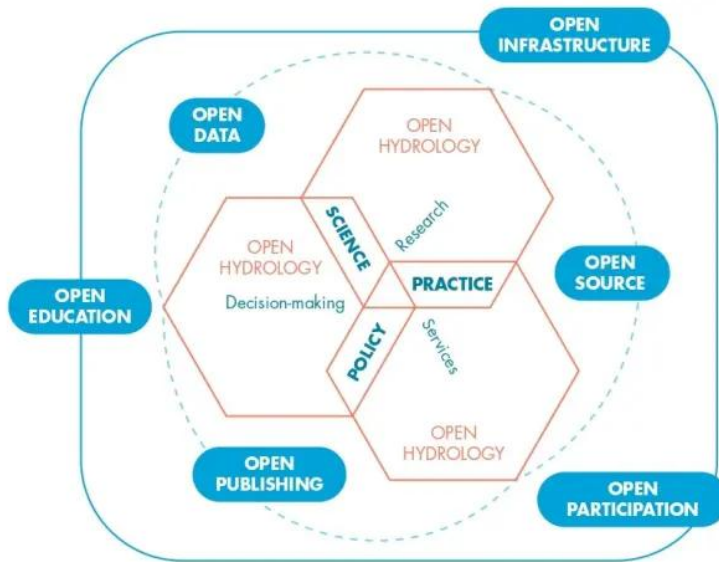 OPEN
INFRASTRUCTURE
OPEN
DATA
OPEN
HYDROLOGY
SCIENCE
Research
OPEN
HYDROLOGY
Decision-making
PRACTICE
OPEN
SOURCE
OPEN
EDUCATION
POLICY
Services
OPEN
HYDROLOGY
OPEN
PUBLISHING
OPEN
PARTICIPATION